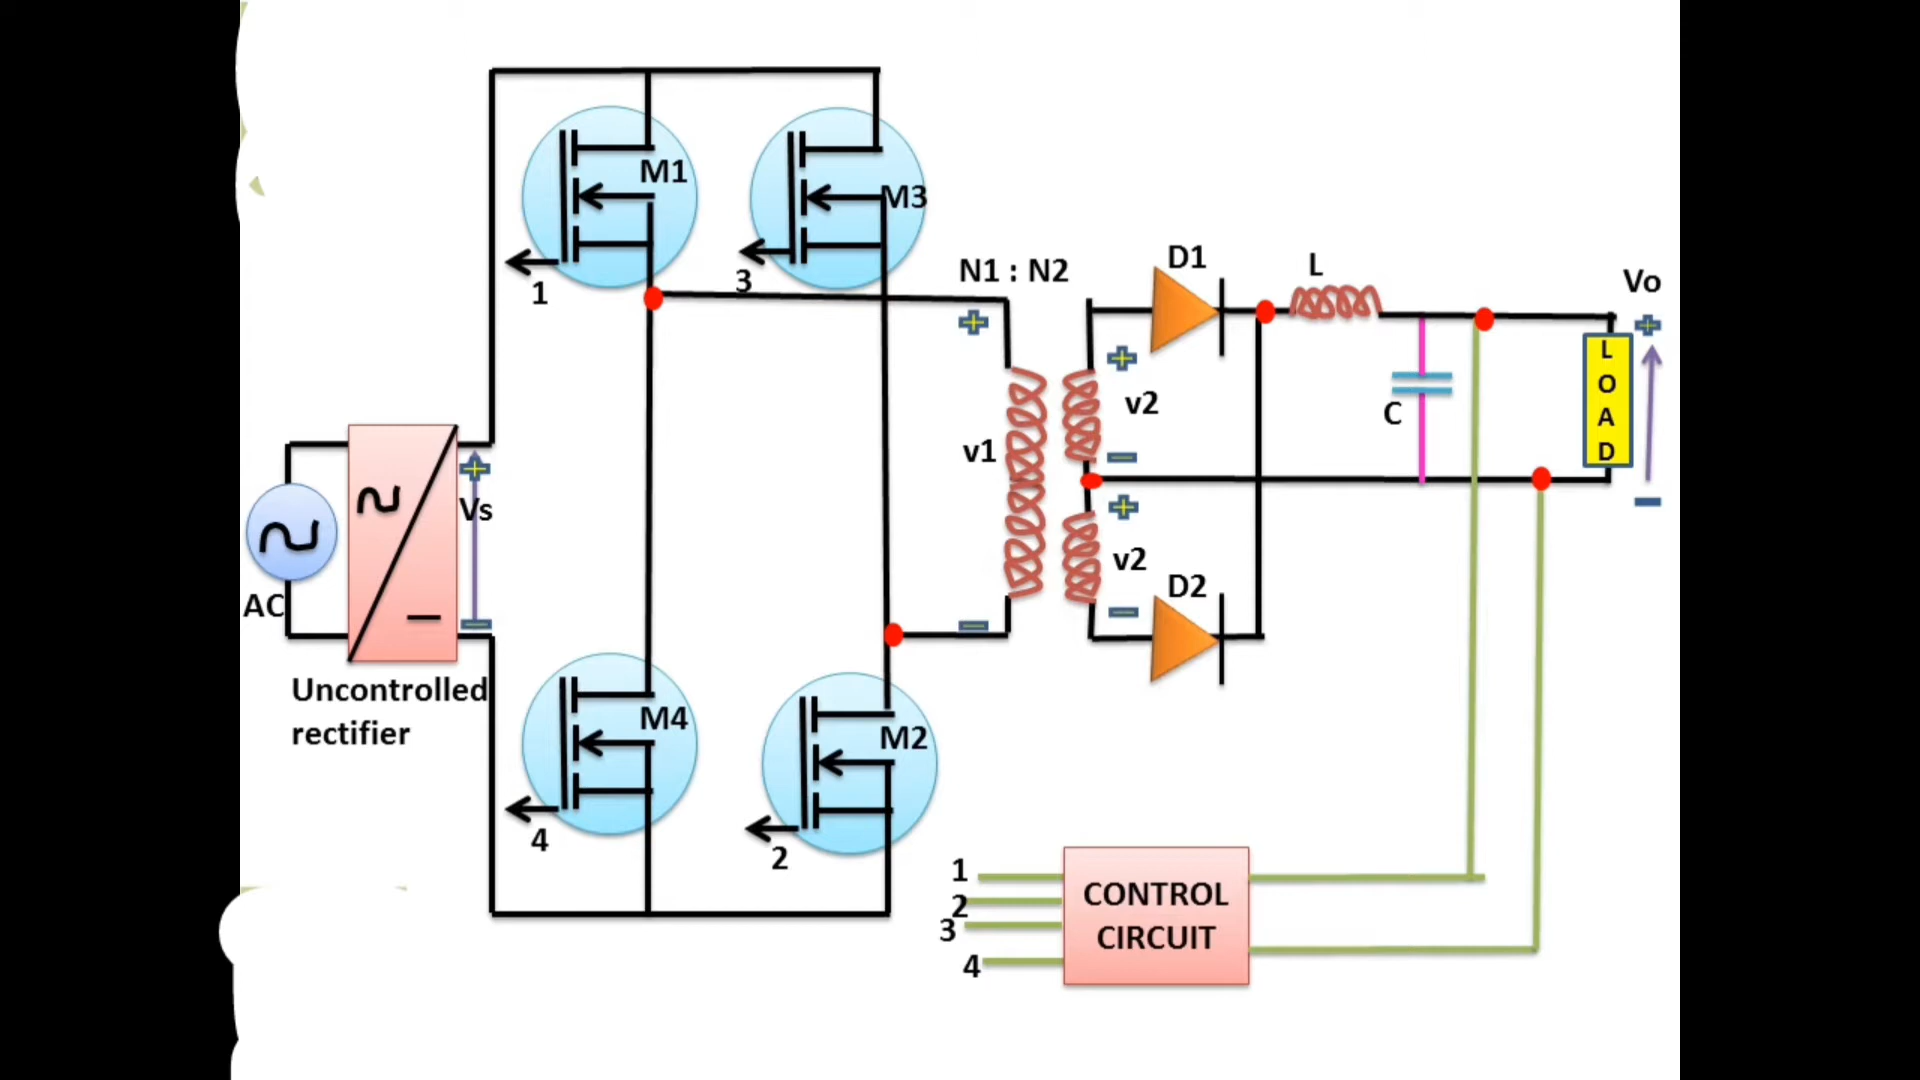 M1
M3
1
3
N1 : N2
D1
L
Vo
v1
v2
C
L
O
A
D
Vs
AC
v2
D2
Uncontrolled
rectifier
M4
M2
4
2
1
2
3
4
CONTROL
CIRCUIT